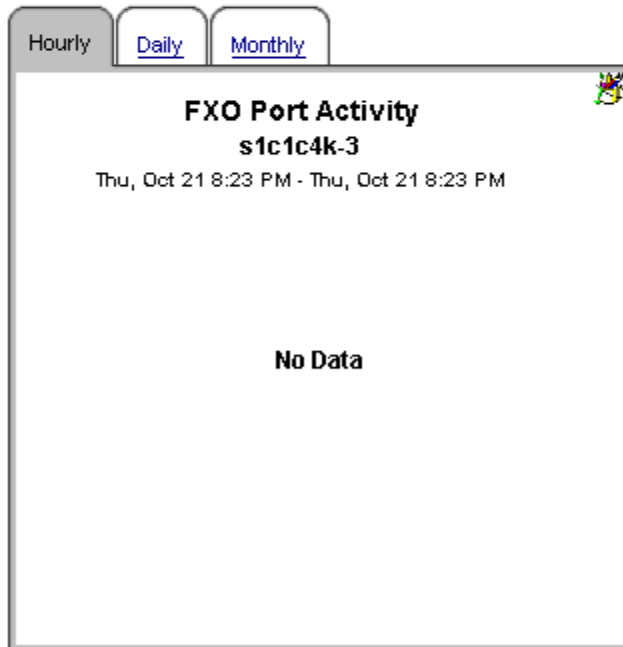 Hourly Daily Monthly
FXO Port Activity
s1c1c4k-3
Thu, Oct 21 8:23 PM - Thu, Oct 21 8:23 PM
No Data